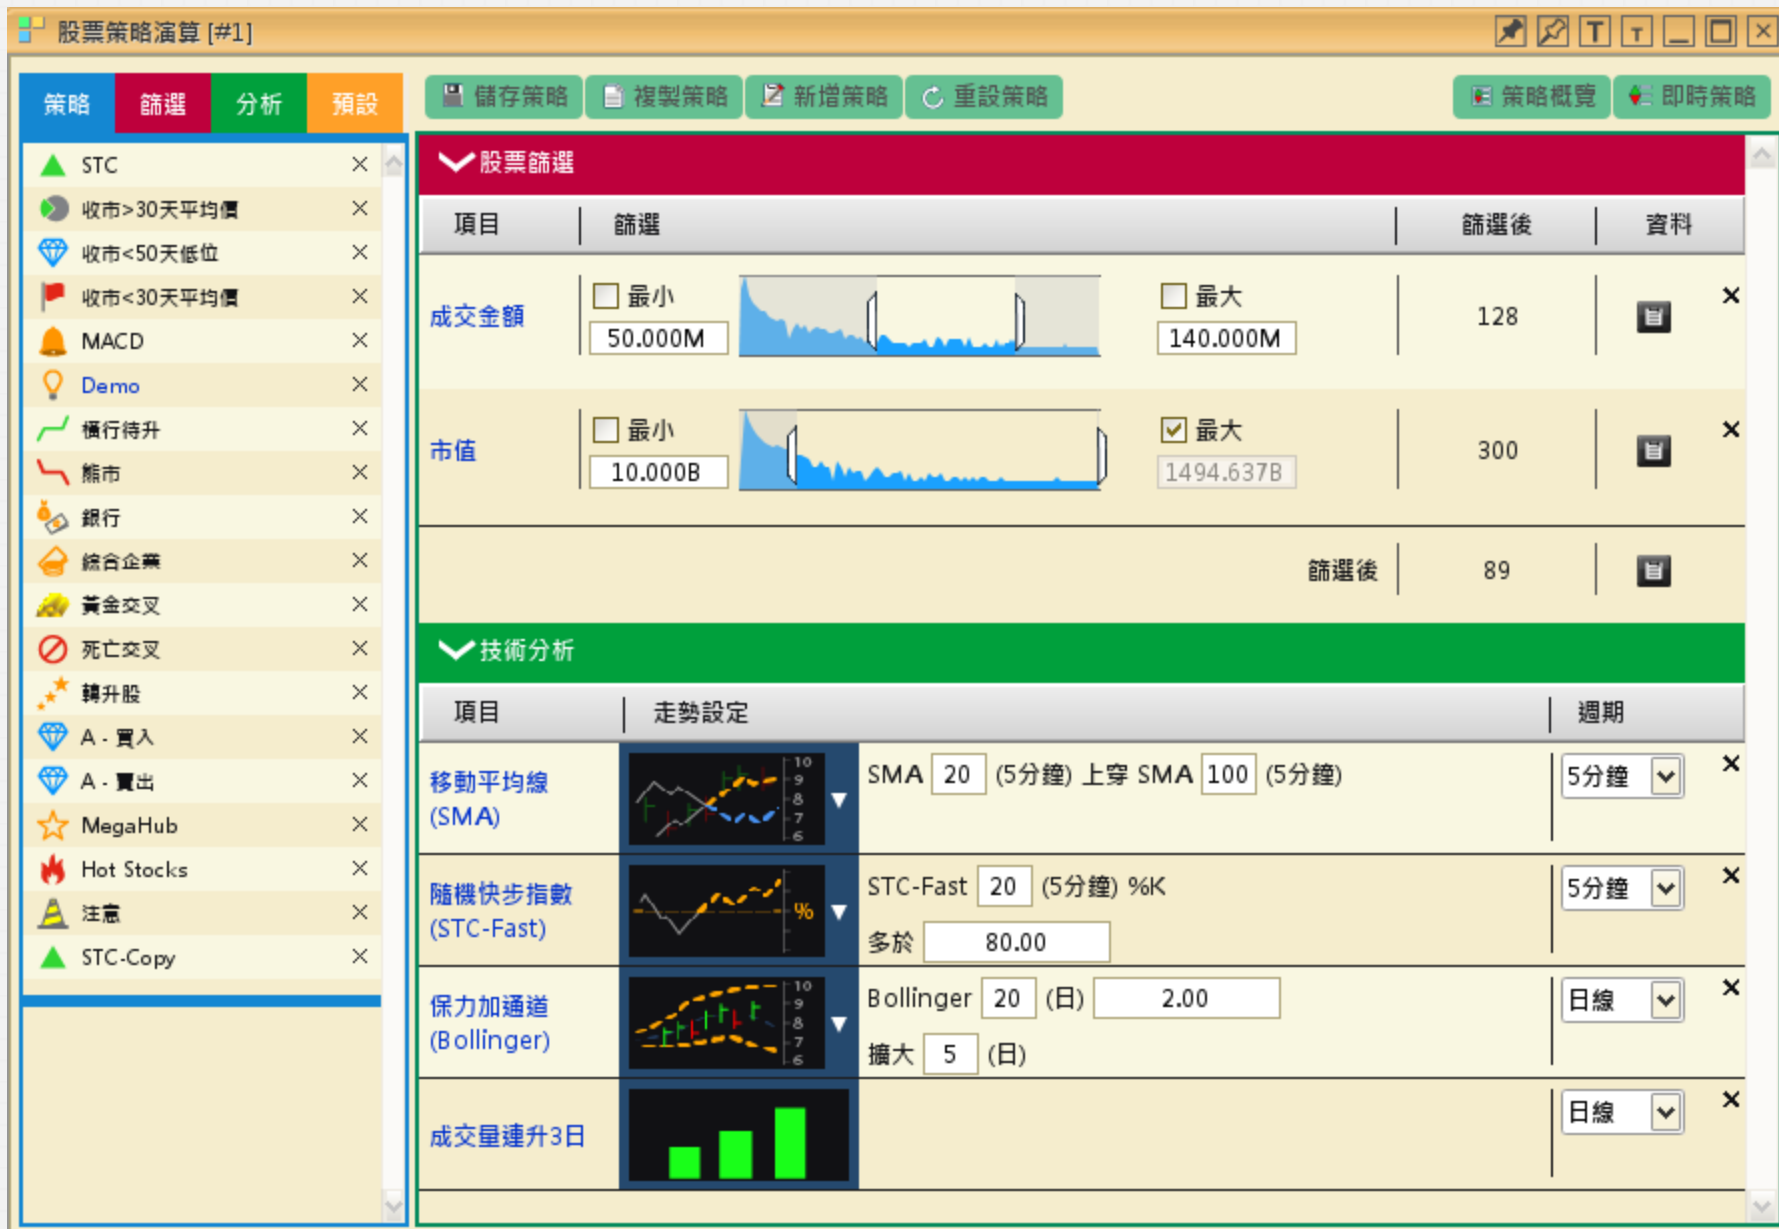 股票策略演算 [#1]
策略 篩選 分析 預設
儲存策略 複製策略 新增策略 重設策略 策略概覽 即時策略
STC
收市>30天平均價
收市<50天低位
收市<30天平均價
MACD
Demo
橫行待升
熊市
銀行
綜合企業
黃金交叉
死亡交叉
轉升股
A - 買入
A - 賣出
MegaHub
Hot Stocks
注意
STC-Copy
股票篩選
項目 篩選 篩選後 資料
成交金額 最小 50.000M 最大 140.000M 128
市值 最小 10.000B 最大 1494.637B 300
篩選後 89
技術分析
項目 走勢設定 週期
移動平均線
(SMA)
10
9
8
7
6
SMA 20 (5分鐘) 上穿 SMA 100 (5分鐘) 5分鐘
隨機快步指數
(STC-Fast)
%
STC-Fast 20 (5分鐘) %K 5分鐘
多於 80.00
保力加通道
(Bollinger)
10
9
8
7
6
Bollinger 20 (日) 2.00 日線
擴大 5 (日)
成交量連升3日 日線